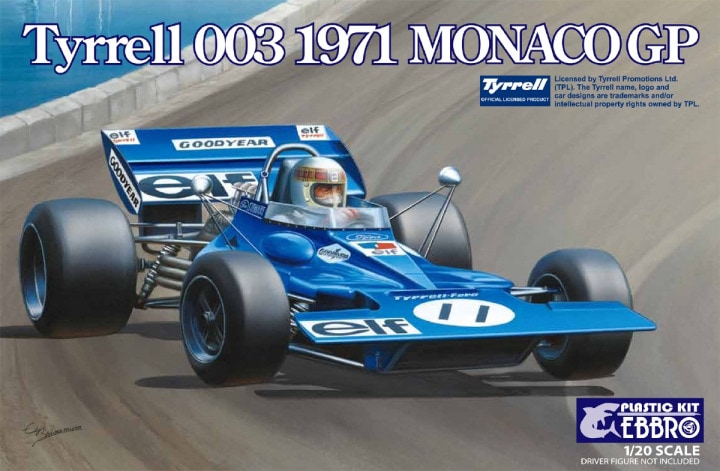 Tyrrell 003 1971 MONACO GP
Tyrrell
OFFICIAL LICENSED PRODUCT
Licensed by Tyrrell Promotions Ltd.
(TPL). The Tyrrell name, logo and
car designs are trademarks and/or
intellectual property rights owned by TPL.
elf
GOODYEAR
elf
GOODYEAR
elf
GOODYEAR
elf
Tyrrell-Ford
elf
11
PLASTIC KIT
EBBRO
1/20 SCALE
DRIVER FIGURE NOT INCLUDED